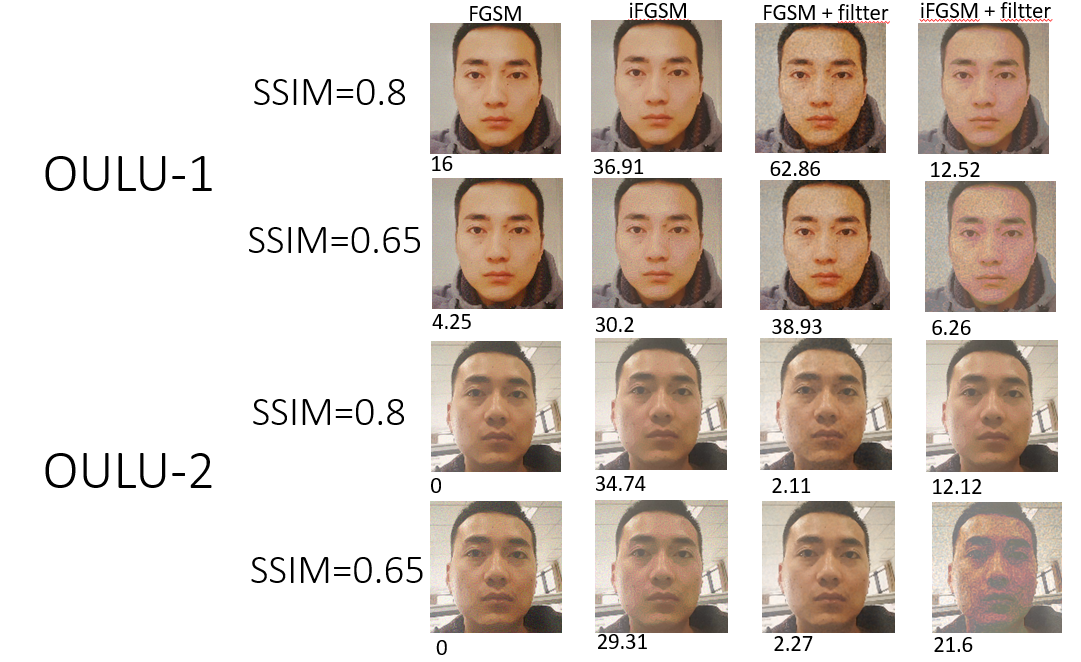 FGSM iFGSM FGSM + filtter iFGSM + filtter
SSIM=0.8
16 36.91 62.86 12.52
OULU-1
SSIM=0.65
4.25 30.2 38.93 6.26
SSIM=0.8
OULU-2
0 34.74 2.11 12.12
SSIM=0.65
0 29.31 2.27 21.6